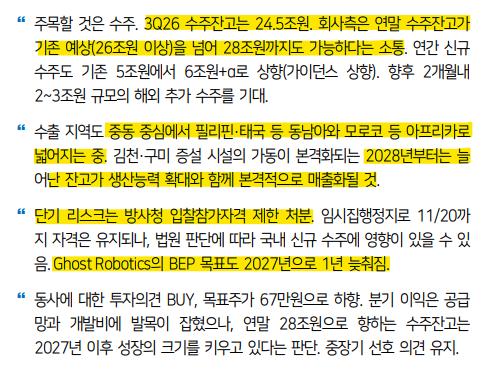 “ 주목할 것은 수주. 3Q26 수주잔고는 24.5조원. 회사측은 연말 수주잔고가
기존 예상(26조원 이상)을 넘어 28조원까지도 가능하다는 소통. 연간 신규
수주도 기존 5조원에서 6조원+α로 상향(가이던스 상향). 향후 2개월내
2~3조원 규모의 해외 추가 수주를 기대.
“ 수출 지역도 중동 중심에서 필리핀·태국 등 동남아와 모로코 등 아프리카로
넓어지는 중. 김천·구미 증설 시설의 가동이 본격화되는 2028년부터는 늘
어난 잔고가 생산능력 확대와 함께 본격적으로 매출화될 것.
“ 단기 리스크는 방사청 입찰참가자격 제한 처분. 임시집행정지로 11/20까
지 자격은 유지되나, 법원 판단에 따라 국내 신규 수주에 영향이 있을 수 있
음. Ghost Robotics의 BEP 목표도 2027년으로 1년 늦춰짐.
“ 동사에 대한 투자의견 BUY, 목표주가 67만원으로 하향. 분기 이익은 공급
망과 개발비에 발목이 잡혔으나, 연말 28조원으로 향하는 수주잔고는
2027년 이후 성장의 크기를 키우고 있다는 판단. 중장기 선호 의견 유지.